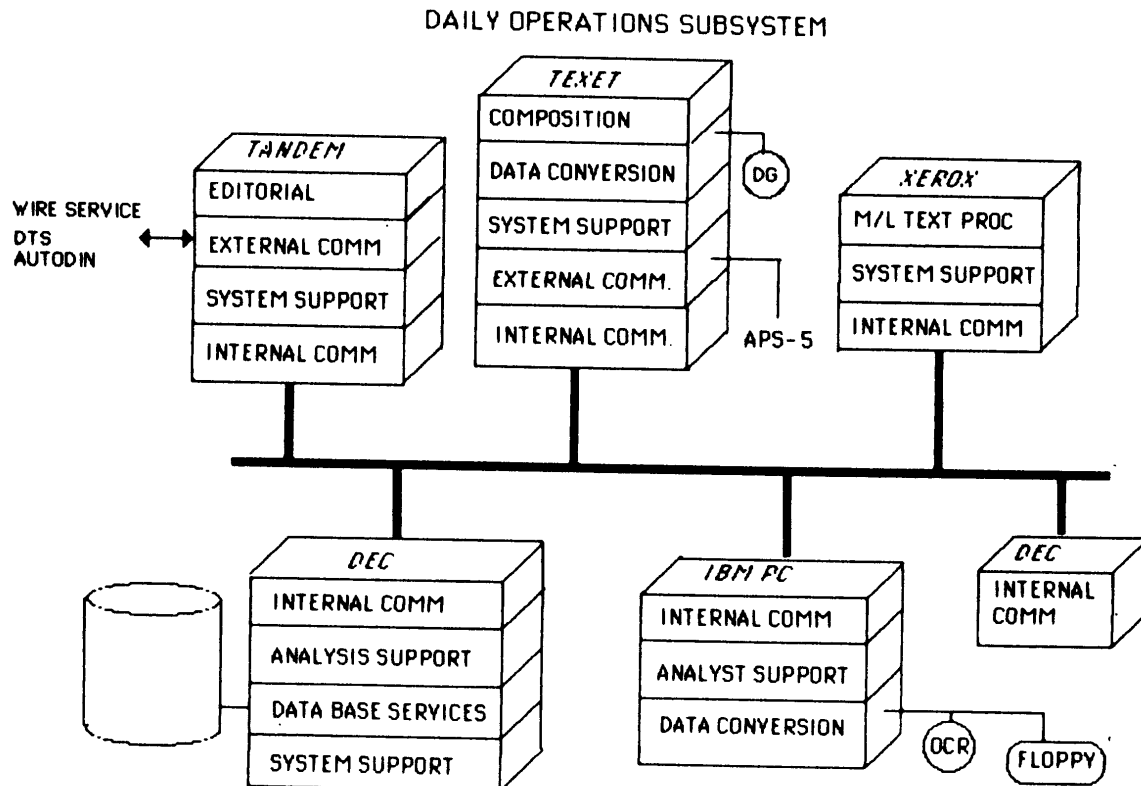 DAILY OPERATIONS SUBSYSTEM
TANDEM
EDITORIAL
EXTERNAL COMM
SYSTEM SUPPORT
INTERNAL COMM
WIRE SERVICE
DTS
AUTODIN
TEXET
COMPOSITION
DATA CONVERSION
SYSTEM SUPPORT
EXTERNAL COMM.
INTERNAL COMM.
DG
APS-5
XEROX
M/L TEXT PROC
SYSTEM SUPPORT
INTERNAL COMM
DEC
INTERNAL COMM
ANALYSIS SUPPORT
DATA BASE SERVICES
SYSTEM SUPPORT
IBM PC
INTERNAL COMM
ANALYST SUPPORT
DATA CONVERSION
OCR
FLOPPY
DEC
INTERNAL
COMM